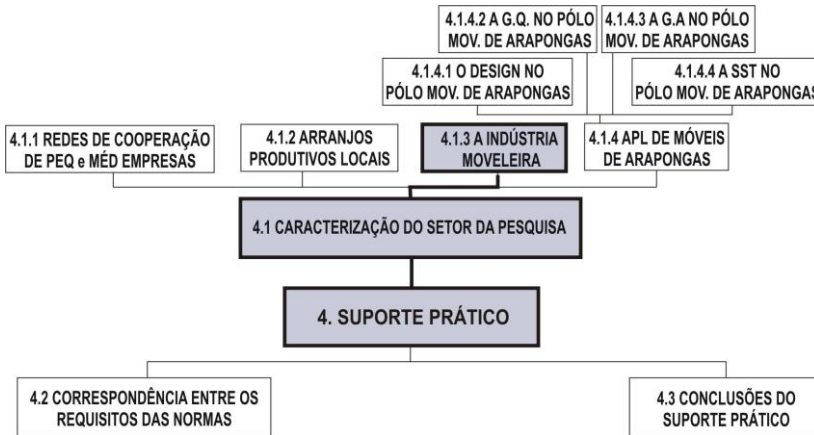 4.1.4.2 A G.Q. NO PÓLO
MOV. DE ARAPONGAS
4.1.4.3 A G.A NO PÓLO
MOV. DE ARAPONGAS
4.1.4.1 O DESIGN NO
PÓLO MOV. DE ARAPONGAS
4.1.4.4 A SST NO
PÓLO MOV. DE ARAPONGAS
4.1.1 REDES DE COOPERAÇÃO
DE PEQ e MÉD EMPRESAS
4.1.2 ARRANJOS
PRODUTIVOS LOCAIS
4.1.3 A INDÚSTRIA
MOVELEIRA
4.1.4 APL DE MÓVEIS
DE ARAPONGAS
4.1 CARACTERIZAÇÃO DO SETOR DA PESQUISA
4. SUPORTE PRÁTICO
4.2 CORRESPONDÊNCIA ENTRE OS
REQUISITOS DAS NORMAS
4.3 CONCLUSÕES DO
SUPORTE PRÁTICO